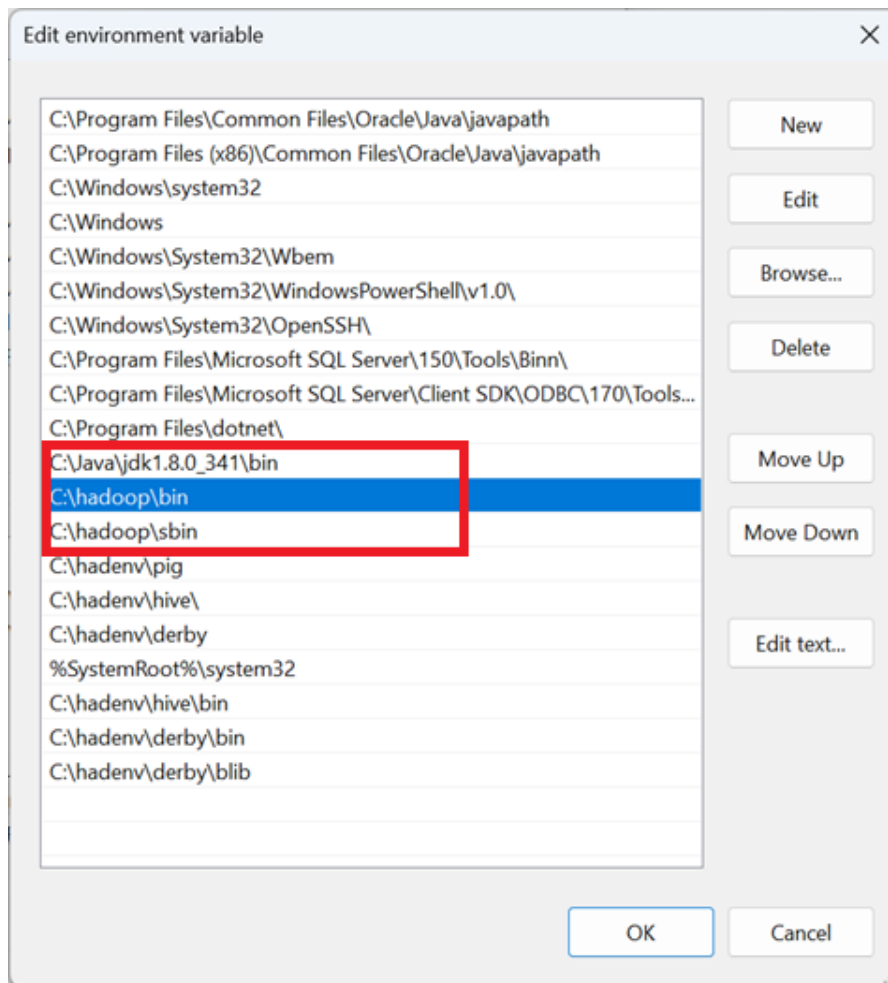 Edit environment variable
C:\Program Files\Common Files\Oracle\Java\javapath
C:\Program Files (x86)\Common Files\Oracle\Java\javapath
C:\Windows\system32
C:\Windows
C:\Windows\System32\Wbem
C:\Windows\System32\WindowsPowerShell\v1.0\
C:\Windows\System32\OpenSSH\
C:\Program Files\Microsoft SQL Server\150\Tools\Binn\
C:\Program Files\Microsoft SQL Server\Client SDK\ODBC\170\Tools...
C:\Program Files\dotnet\
C:\Java\jdk1.8.0_341\bin
C:\hadoop\bin
C:\hadoop\sbin
C:\hadenv\pig
C:\hadenv\hive\
C:\hadenv\derby
%SystemRoot%\system32
C:\hadenv\hive\bin
C:\hadenv\derby\bin
C:\hadenv\derby\blib
New
Edit
Browse...
Delete
Move Up
Move Down
Edit text...
OK
Cancel